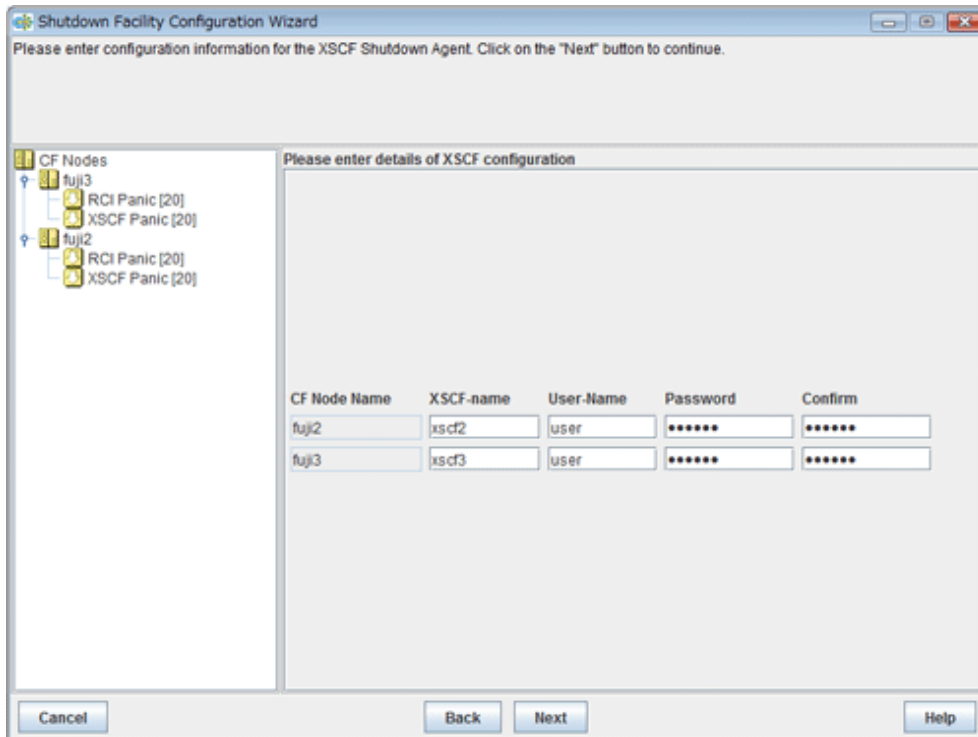 Shutdown Facility Configuration Wizard
Please enter configuration information for the XSCF Shutdown Agent. Click on the "Next" button to continue.
CF Nodes
fuji3
RCI Panic [20]
XSCF Panic [20]
fuji2
RCI Panic [20]
XSCF Panic [20]
Please enter details of XSCF configuration
CF Node Name XSCF-name User-Name Password Confirm
fuji2 xscf2 user •••••• ••••••
fuji3 xscf3 user •••••• ••••••
Cancel Back Next Help